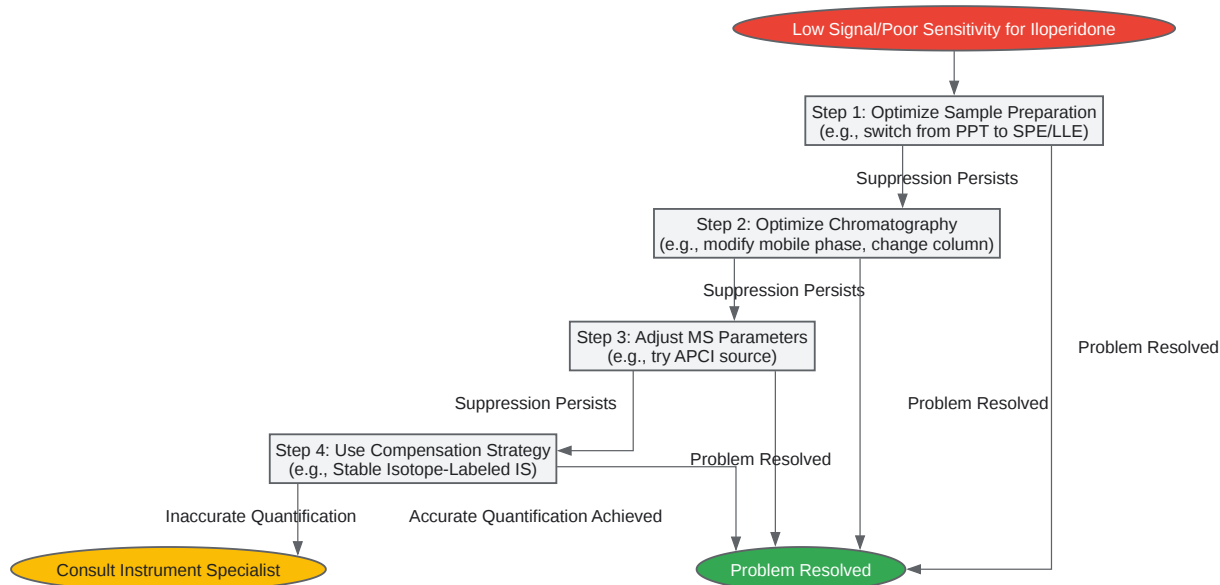 Low Signal/Poor Sensitivity for Iloperidone
Step 1: Optimize Sample Preparation
(e.g., switch from PPT to SPE/LLE)
Suppression Persists
Step 2: Optimize Chromatography
(e.g., modify mobile phase, change column)
Suppression Persists
Step 3: Adjust MS Parameters
(e.g., try APCI source)
Problem Resolved
Suppression Persists
Problem Resolved
Step 4: Use Compensation Strategy
(e.g., Stable Isotope-Labeled IS)
Problem Resolved
Inaccurate Quantification
Accurate Quantification Achieved
Consult Instrument Specialist
Problem Resolved